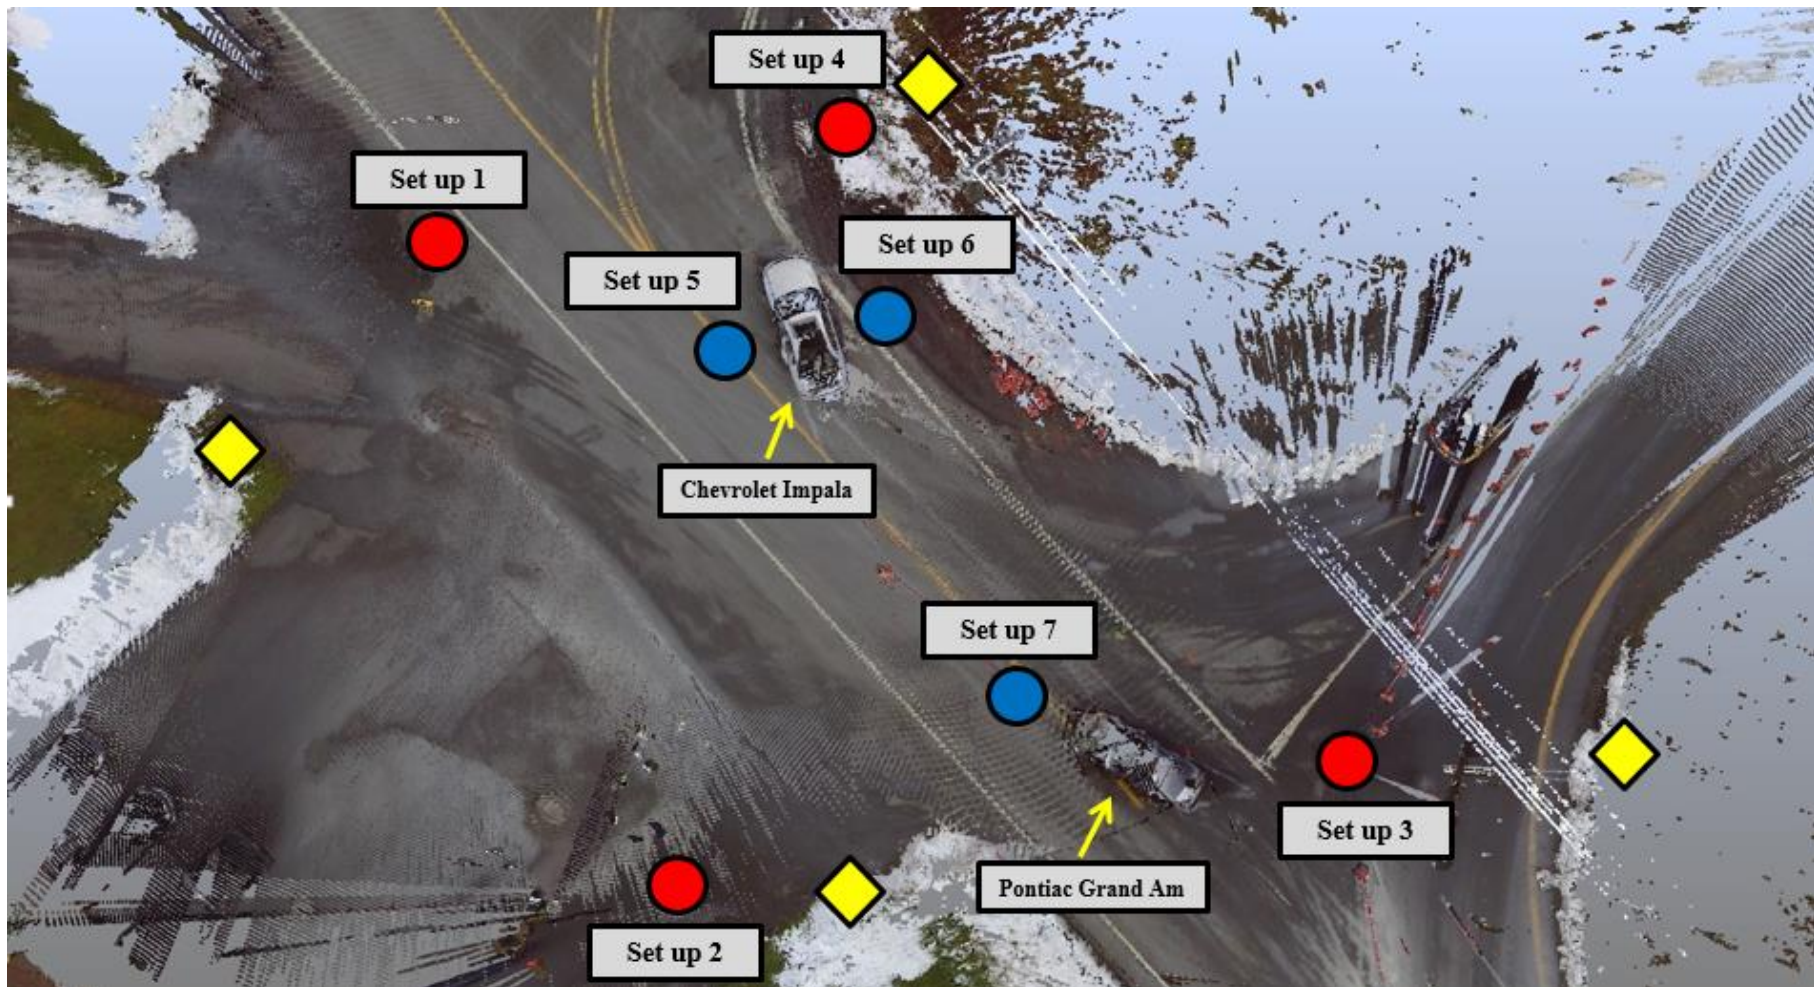 Set up 4
Set up 1
Set up 6
Set up 5
Chevrolet Impala
Set up 7
Set up 3
Pontiac Grand Am
Set up 2